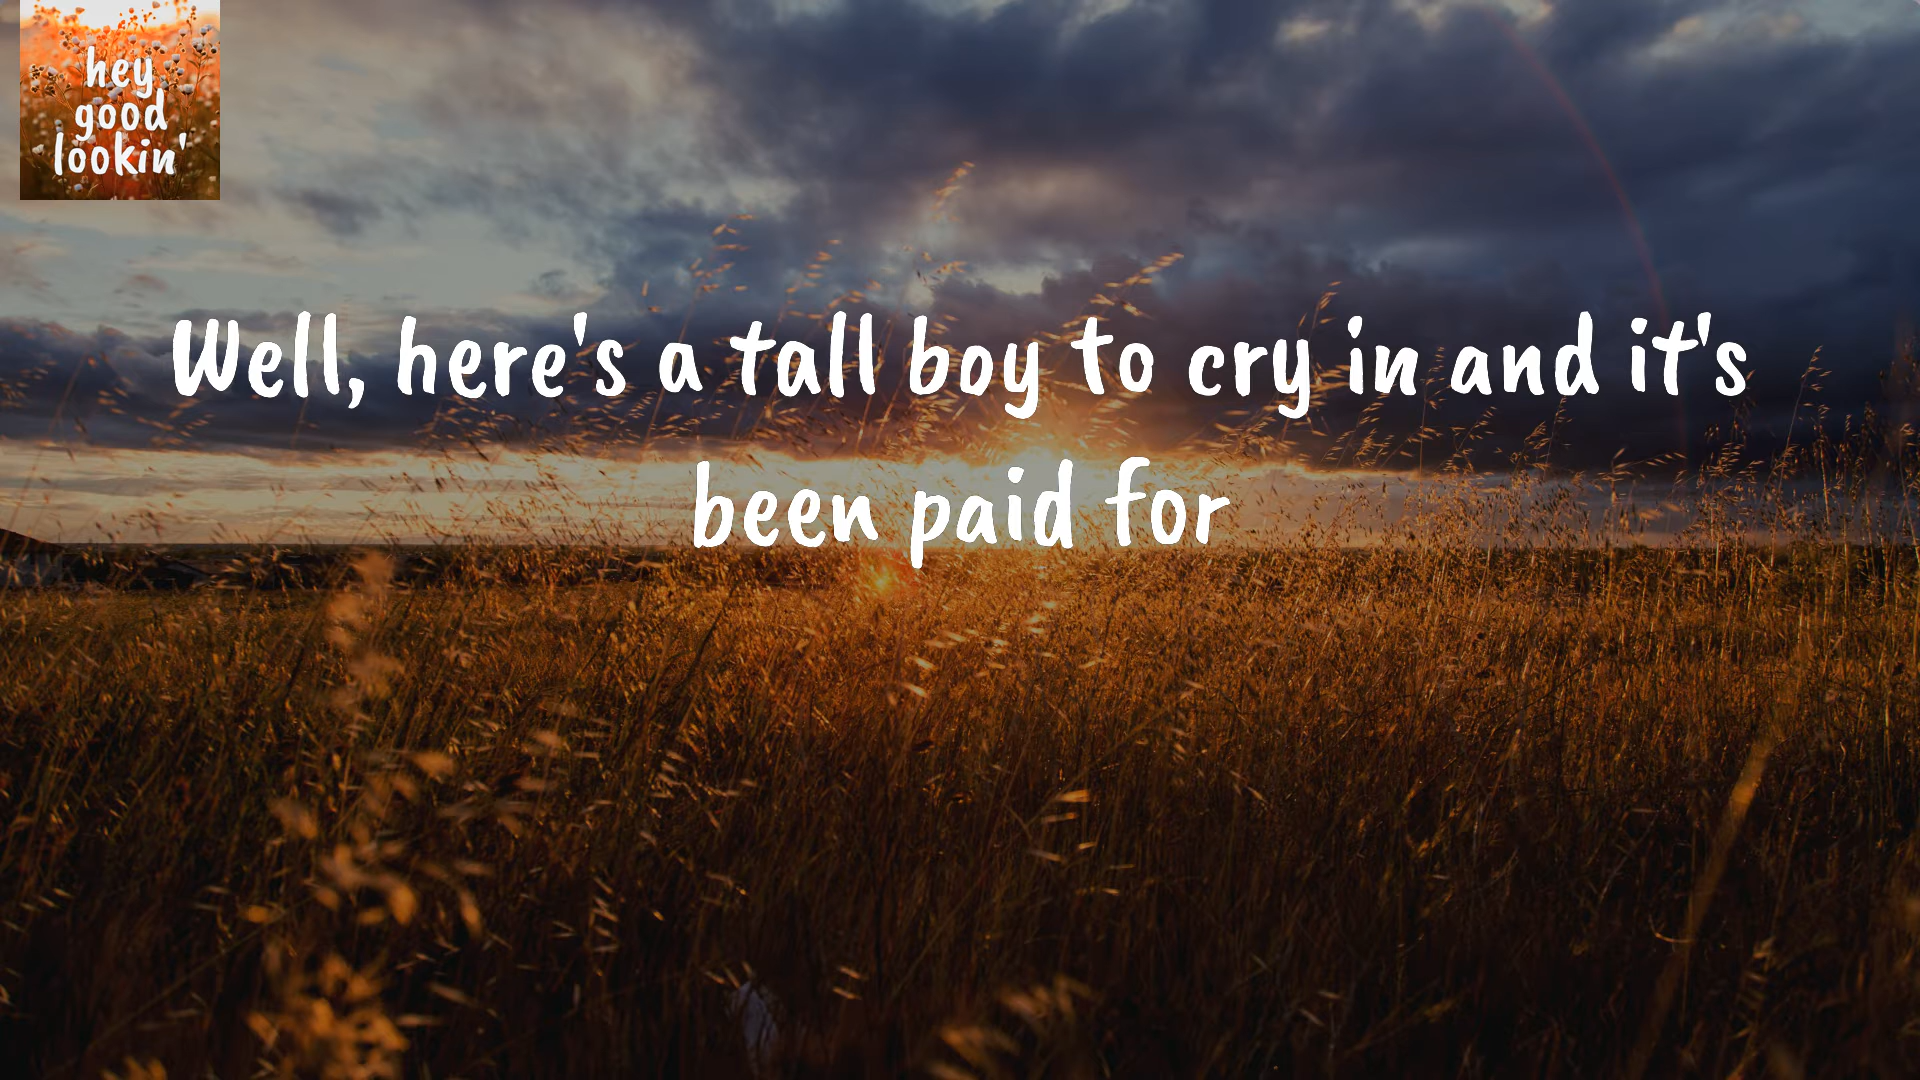 hey
good
lookin'
Well, here's a tall boy to cry in and it's
been paid for